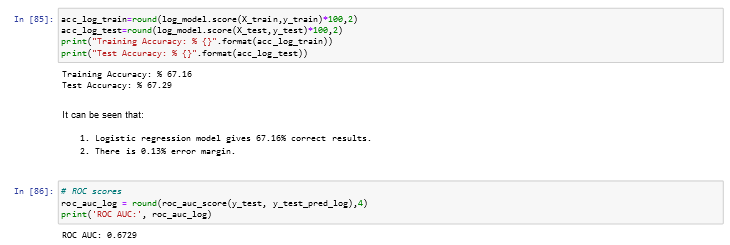 In [85]: acc_log_train=round(log_model.score(X_train,y_train)*100,2)
acc_log_test=round(log_model.score(X_test,y_test)*100,2)
print("Training Accuracy: % {}".format(acc_log_train))
print("Test Accuracy: % {}".format(acc_log_test))
Training Accuracy: % 67.16
Test Accuracy: % 67.29
It can be seen that:
1. Logistic regression model gives 67.16% correct results.
2. There is 0.13% error margin.
In [86]: # ROC scores
roc_auc_log = round(roc_auc_score(y_test, y_test_pred_log),4)
print('ROC AUC:', roc_auc_log)
ROC AUC: 0.6729